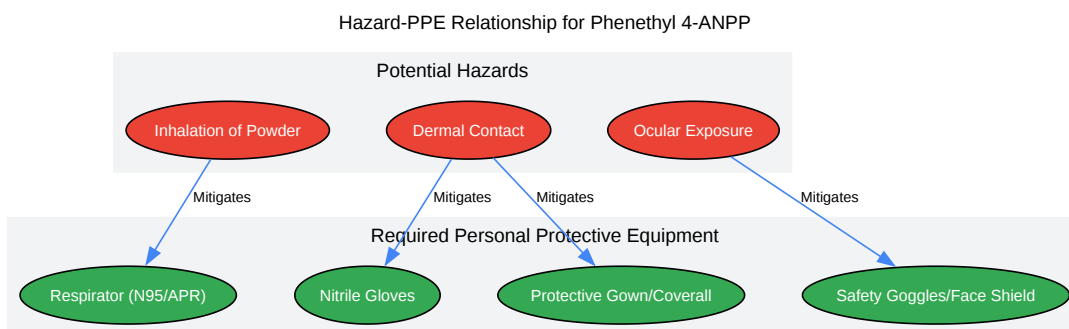 Hazard-PPE Relationship for Phenethyl 4-ANPP
Potential Hazards
Inhalation of Powder
Dermal Contact
Ocular Exposure
Mitigates
Mitigates
Mitigates
Mitigates
Required Personal Protective Equipment
Respirator (N95/APR)
Nitrile Gloves
Protective Gown/Coverall
Safety Goggles/Face Shield